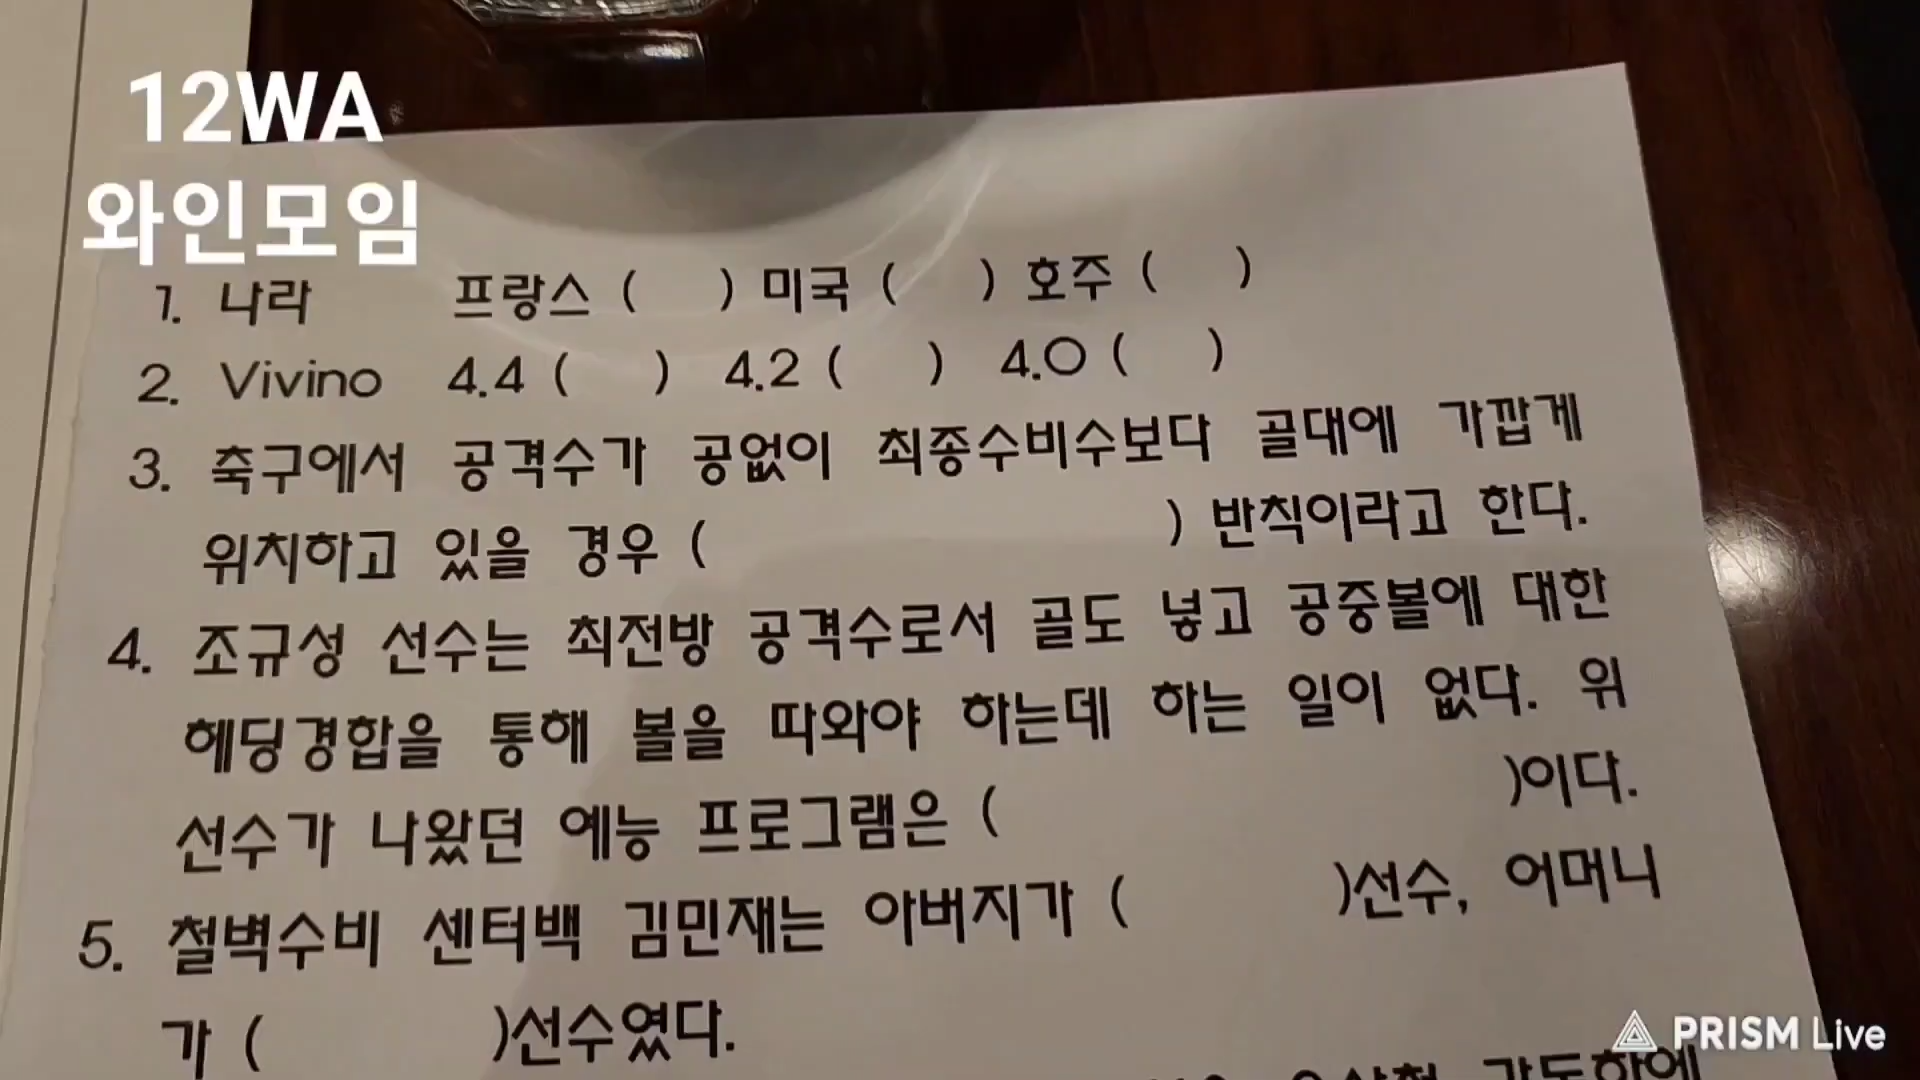 12WA
와인모임
1. 나라 프랑스 ( ) 미국 ( ) 호주 ( )
2. Vivino 4.4 ( ) 4.2 ( ) 4.0 ( )
3. 축구에서 공격수가 공없이 최종수비수보다 골대에 가깝게
위치하고 있을 경우 ( ) 반칙이라고 한다.
4. 조규성 선수는 최전방 공격수로서 골도 넣고 공중볼에 대한
헤딩경합을 통해 볼을 따와야 하는데 하는 일이 없다. 위
선수가 나왔던 예능 프로그램은 ( )이다.
5. 철벽수비 센터백 김민재는 아버지가 ( )선수, 어머니
가 ( )선수였다.
PRISM Live